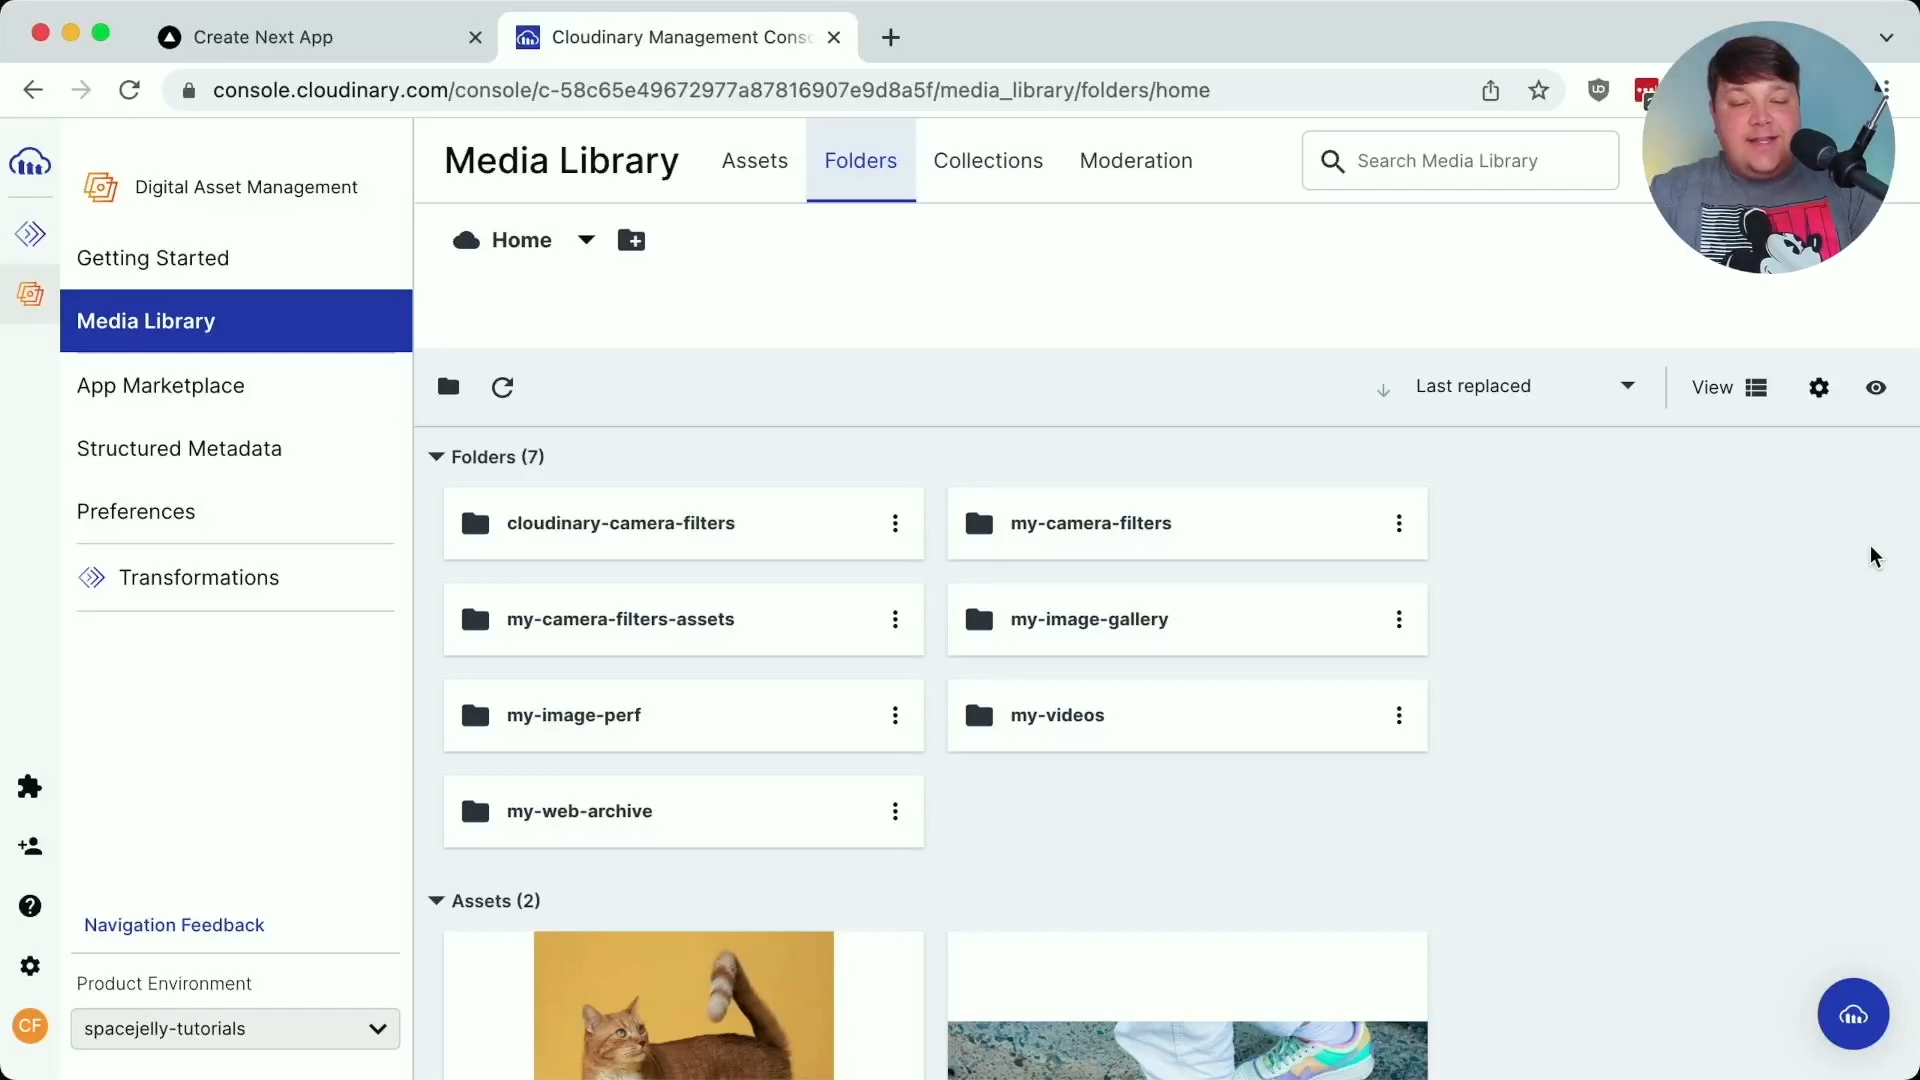 Create Next App
Cloudinary Management Conso
console.cloudinary.com/console/c-58c65e49672977a87816907e9d8a5f/media_library/folders/home
Digital Asset Management
Getting Started
Media Library
App Marketplace
Structured Metadata
Preferences
Transformations
Navigation Feedback
Product Environment
spacejelly-tutorials
CF
Media Library
Assets
Folders
Collections
Moderation
Search Media Library
Home
Last replaced
View
Folders (7)
cloudinary-camera-filters
my-camera-filters
my-camera-filters-assets
my-image-gallery
my-image-perf
my-videos
my-web-archive
Assets (2)